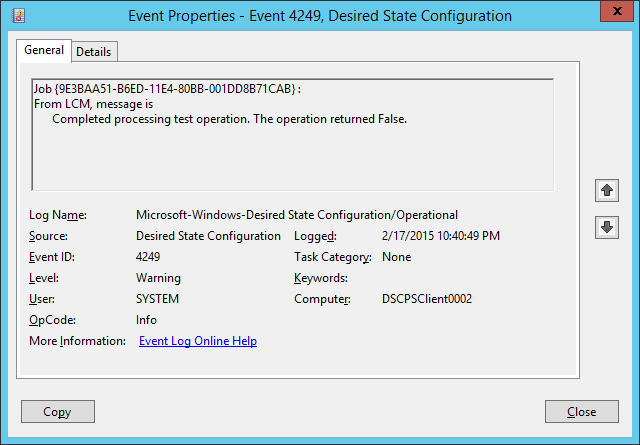 Event Properties - Event 4249, Desired State Configuration
x
General Details
Job {9E3BAA51-B6ED-11E4-80BB-001DD8B71CAB} :
From LCM, message is
Completed processing test operation. The operation returned False.
Log Name: Microsoft-Windows-Desired State Configuration/Operational
Source: Desired State Configuration Logged: 2/17/2015 10:40:49 PM
Event ID: 4249 Task Category: None
Level: Warning Keywords:
User: SYSTEM Computer: DSCPSClient0002
OpCode: Info
More Information: Event Log Online Help
Copy Close